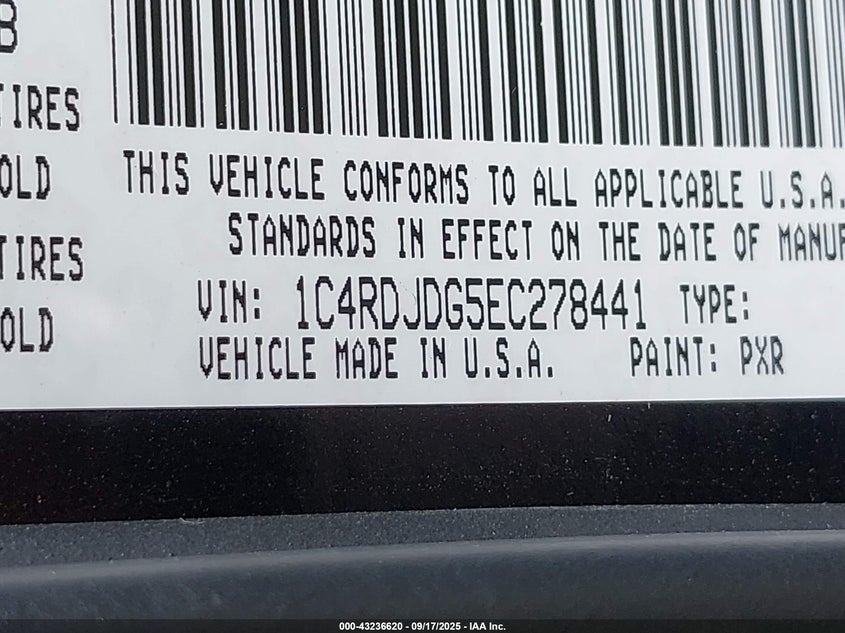 B
TIRES
THIS VEHICLE CONFORMS TO ALL APPLICABLE U.S.A.
OLD
STANDARDS IN EFFECT ON THE DATE OF MANUF
TIRES
VIN: 1C4RDJDG5EC278441 TYPE:
OLD
VEHICLE MADE IN U.S.A. PAINT: PXR
000-43236620 - 09/17/2025 - IAA Inc.